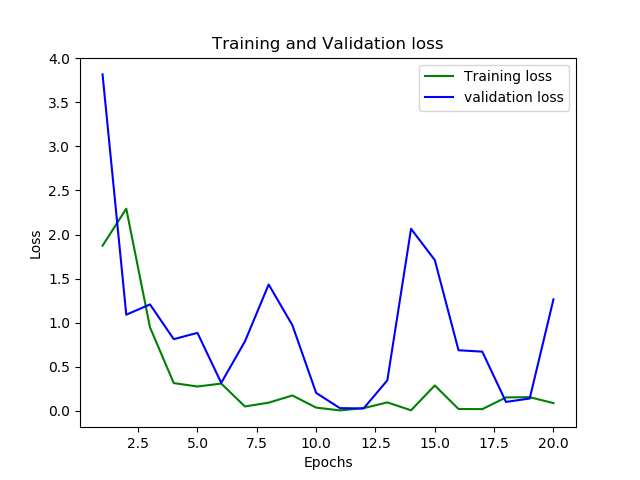 Training and Validation loss
Training loss
validation loss
Loss
4.0
3.5
3.0
2.5
2.0
1.5
1.0
0.5
0.0
2.5 5.0 7.5 10.0 12.5 15.0 17.5 20.0
Epochs